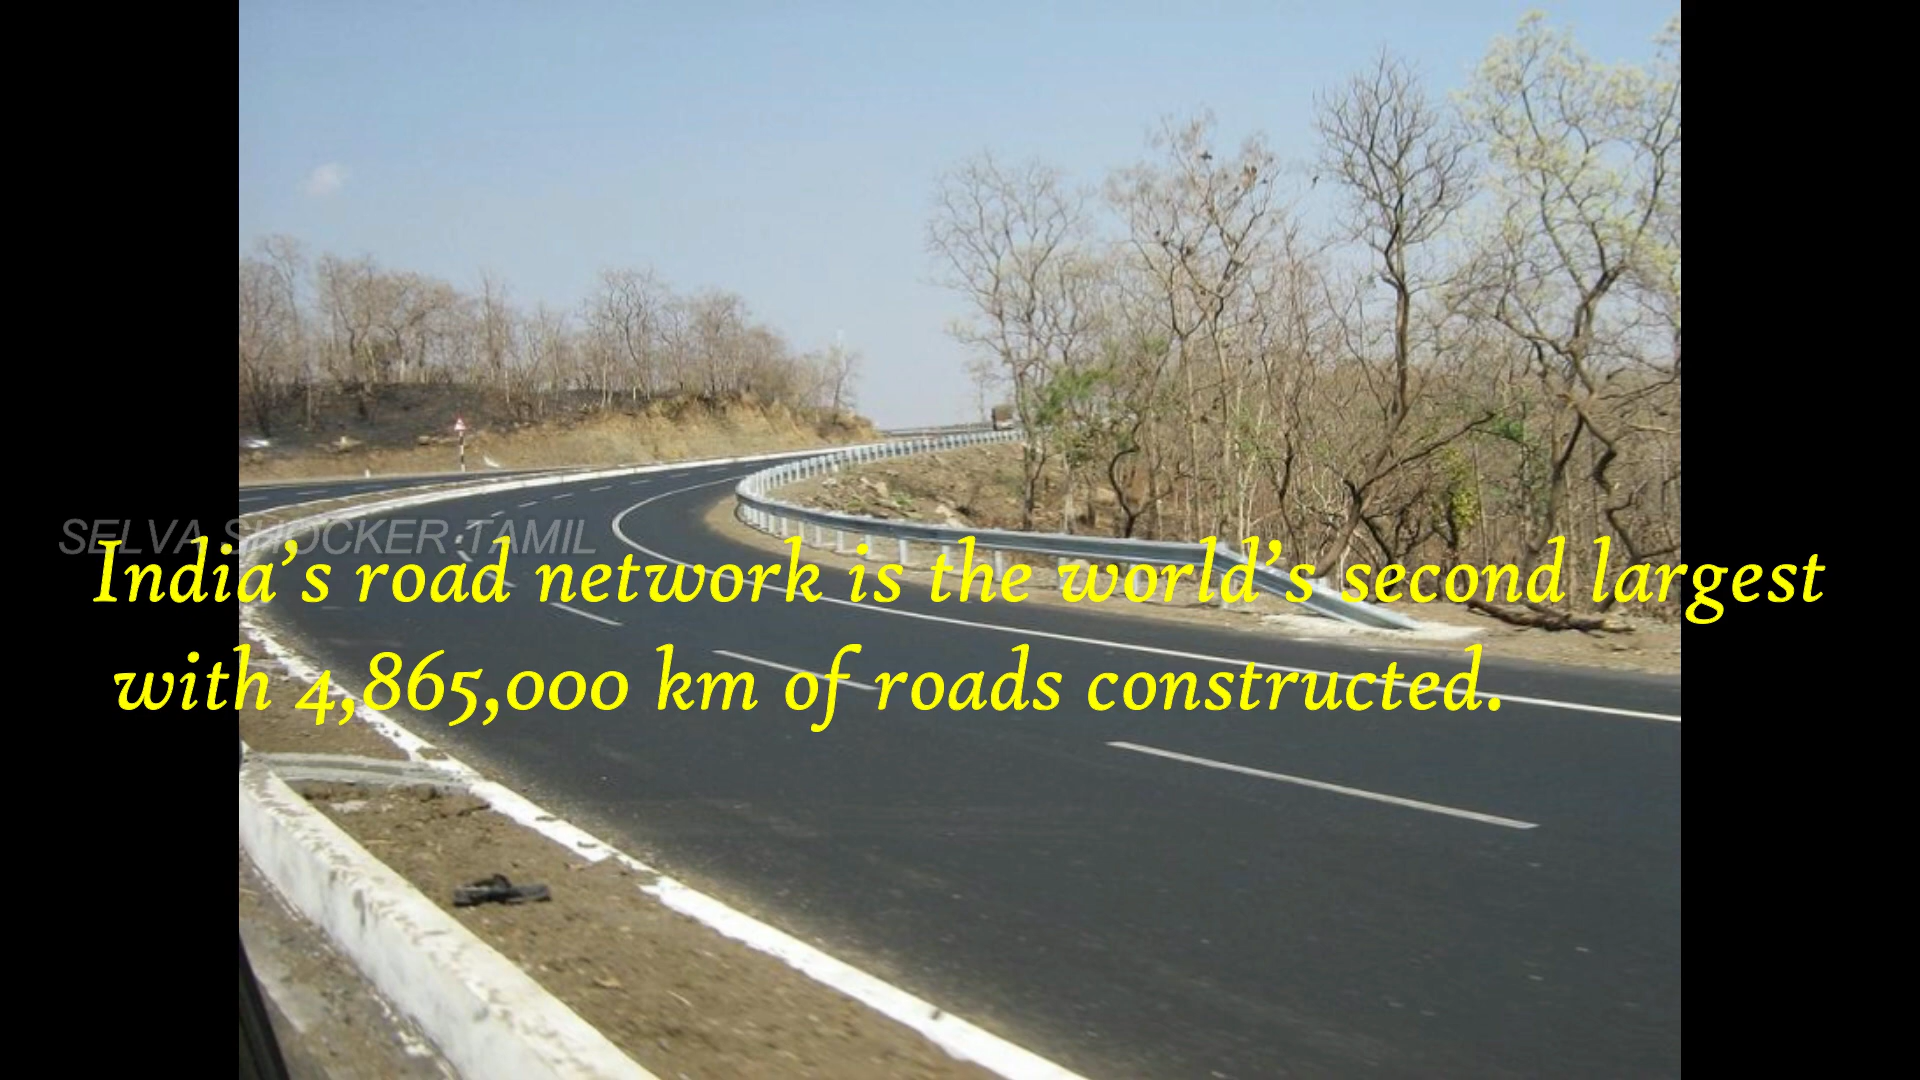 SELVA SHOCKER TAMIL
India’s road network is the world’s second largest
with 4,865,000 km of roads constructed.